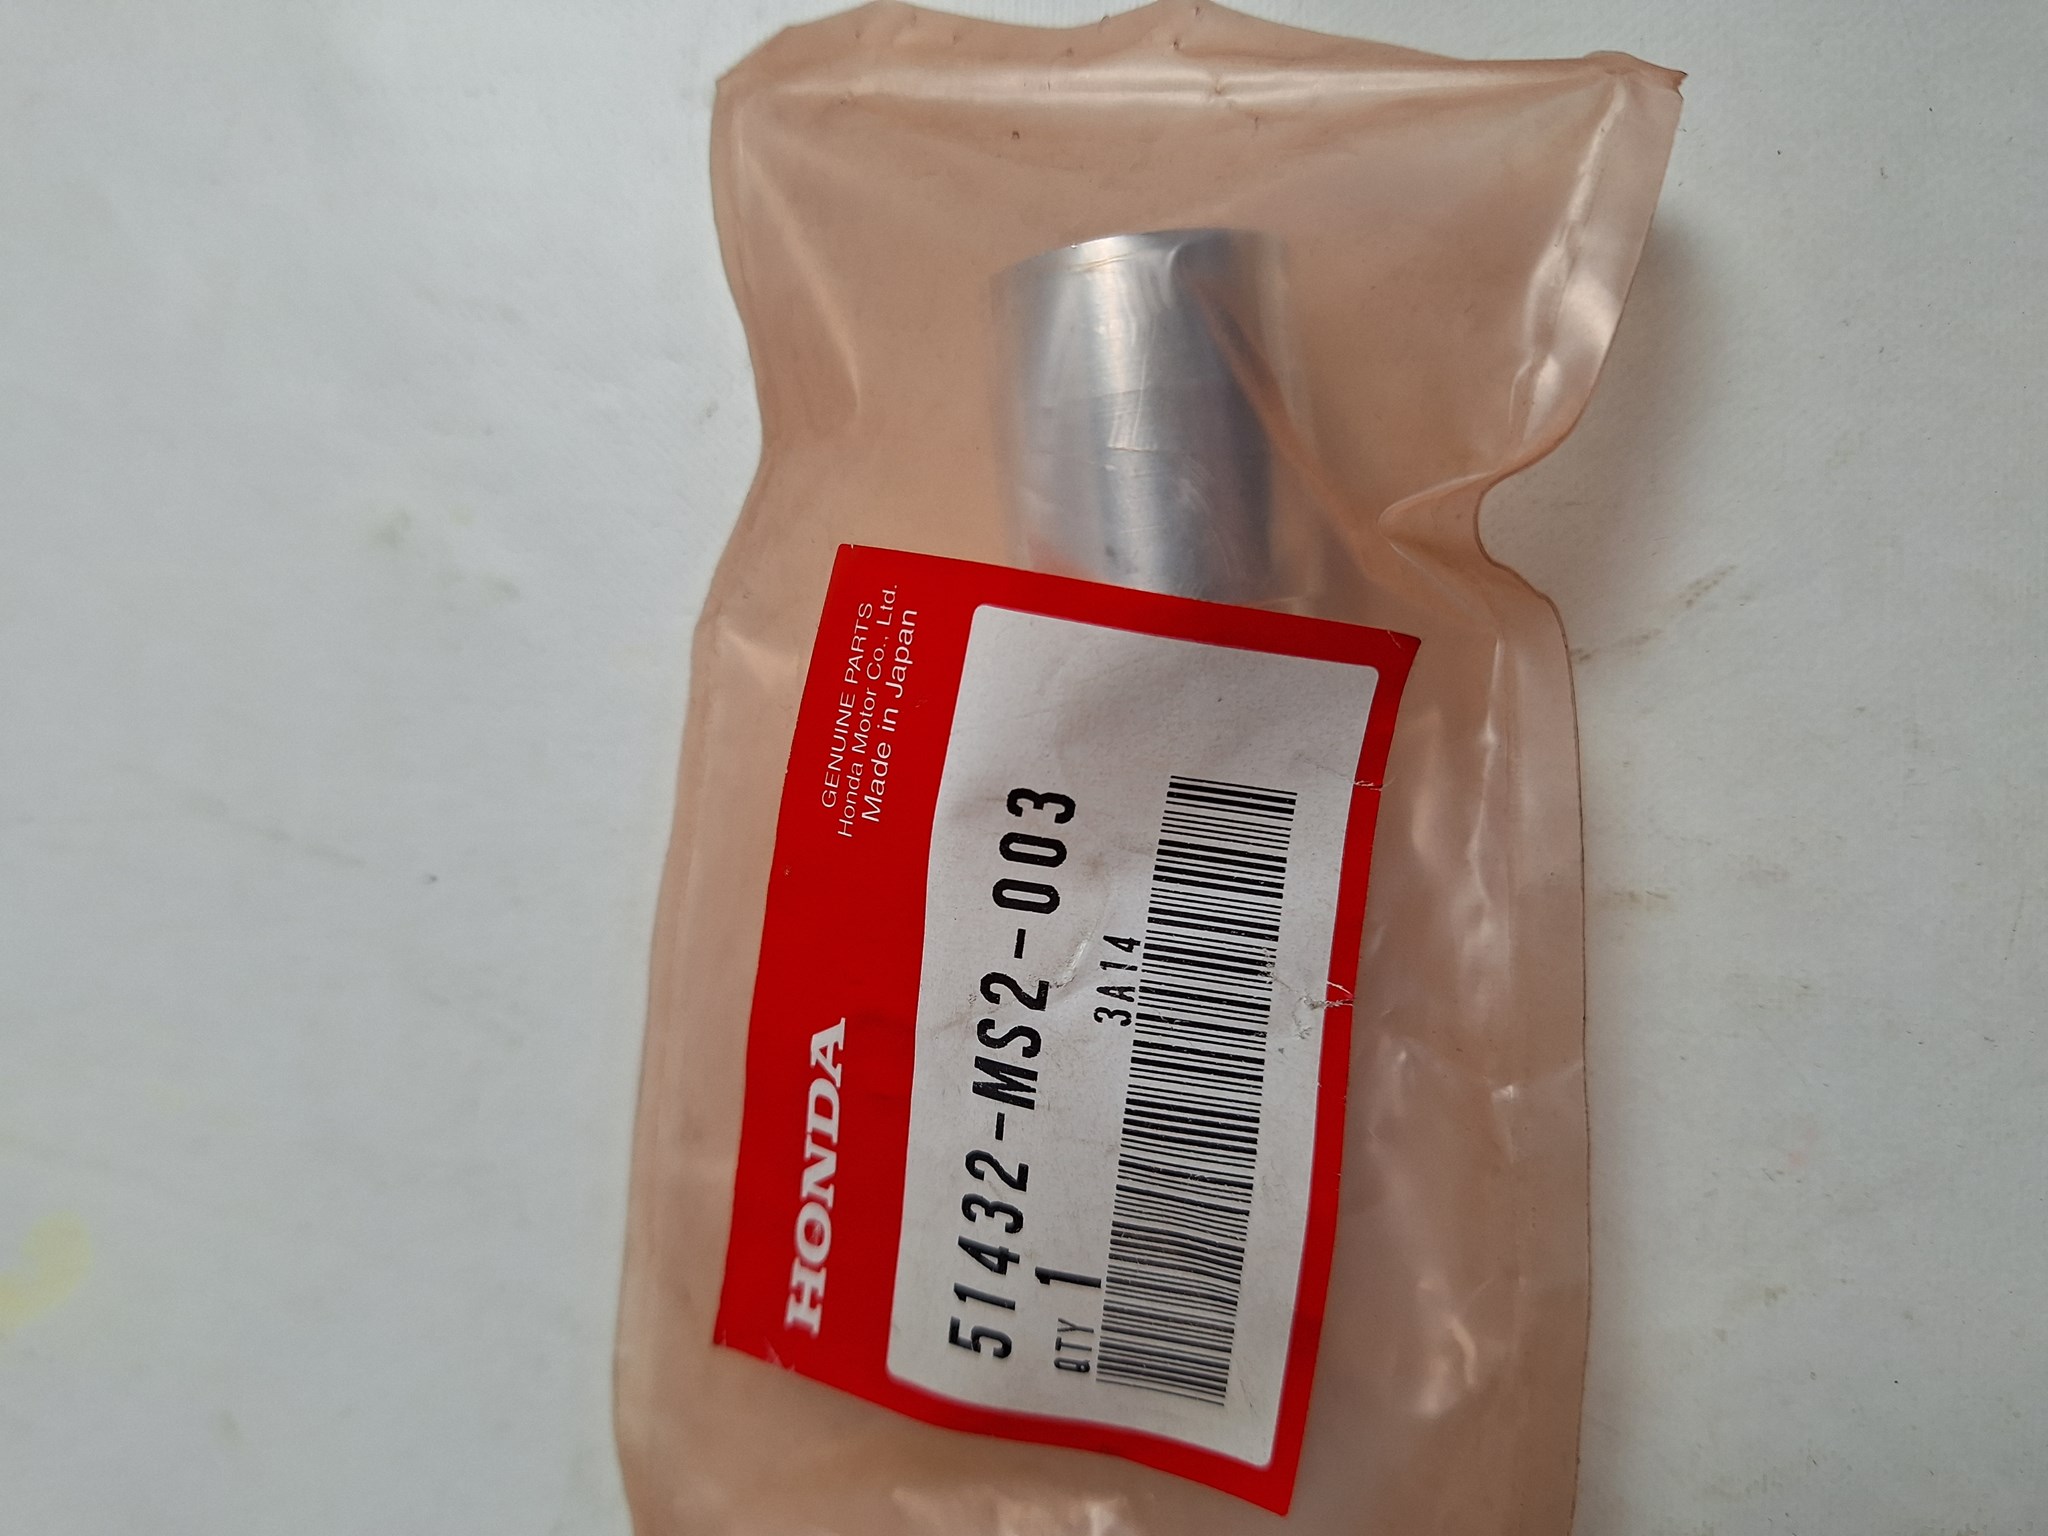 HONDA
GENUINE PARTS
Honda Motor Co., Ltd.
Made in Japan
51432-MS2-003
QTY 1
3A14